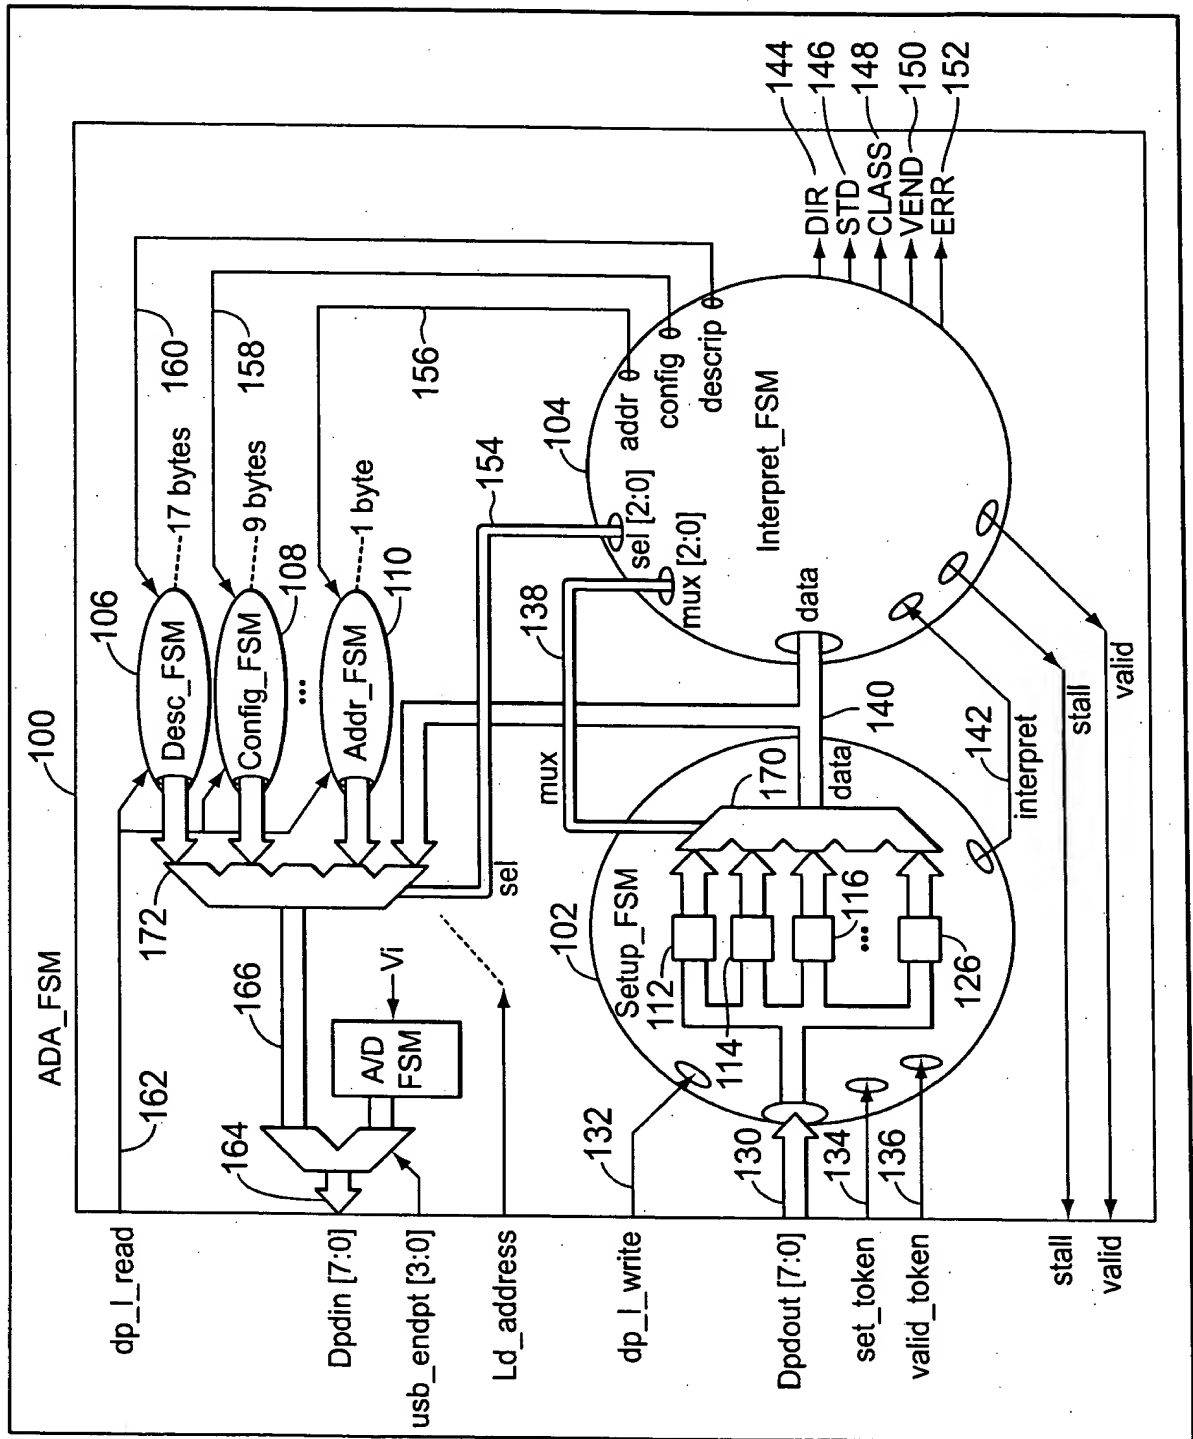 ADA_FSM
100
dp_I_read
162
Dpdin [7:0]
164
usb_endpt [3:0]
Ld_address
dp_I_write
132
Dpdout [7:0]
130
set_token
134
valid_token
136
stall
valid
172
166
A/D
FSM
Vi
106
Desc_FSM
17 bytes
160
Config_FSM
108
9 bytes
158
...
Addr_FSM
110
1 byte
156
sel
154
102
Setup_FSM
112
114
116
...
126
mux
138
170
data
140
142
interpret
stall
valid
104
sel [2:0]
mux [2:0]
data
Interpret_FSM
addr
config
descrip
DIR
144
STD
146
CLASS
148
VEND
150
ERR
152